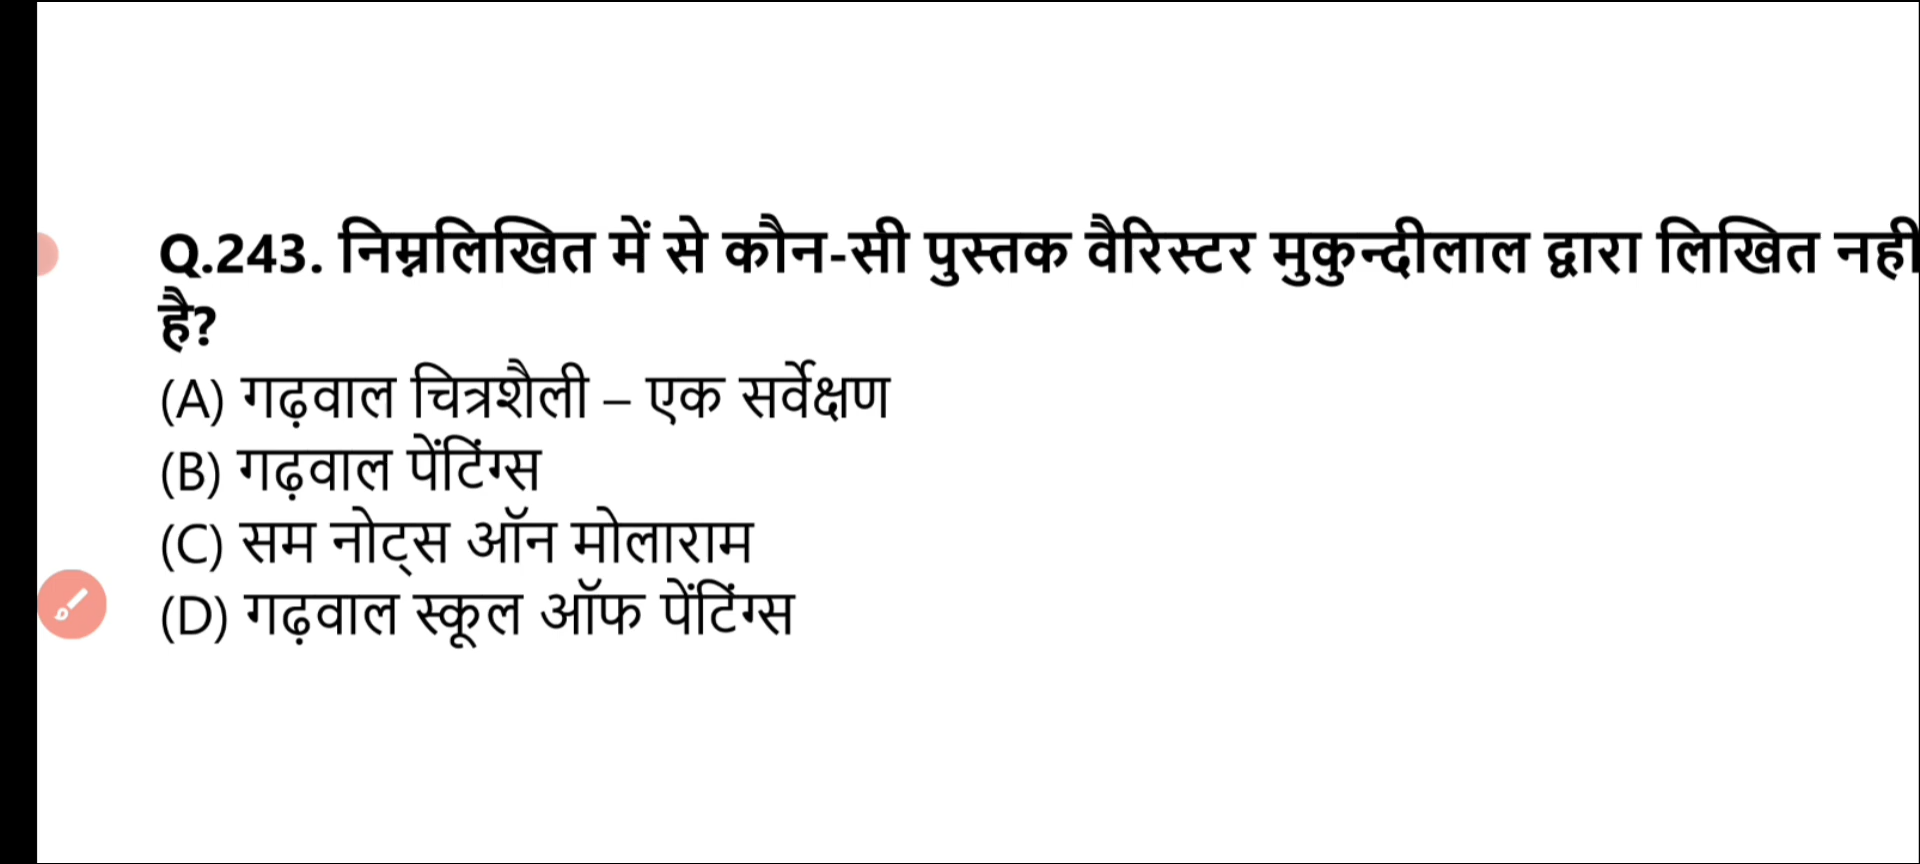 Q.243. निम्नलिखित में से कौन-सी पुस्तक वैरिस्टर मुकुन्दीलाल द्वारा लिखित नही
है?
(A) गढ़वाल चित्रशैली – एक सर्वेक्षण
(B) गढ़वाल पेंटिंग्स
(C) सम नोट्स ऑन मोलाराम
(D) गढ़वाल स्कूल ऑफ पेंटिंग्स